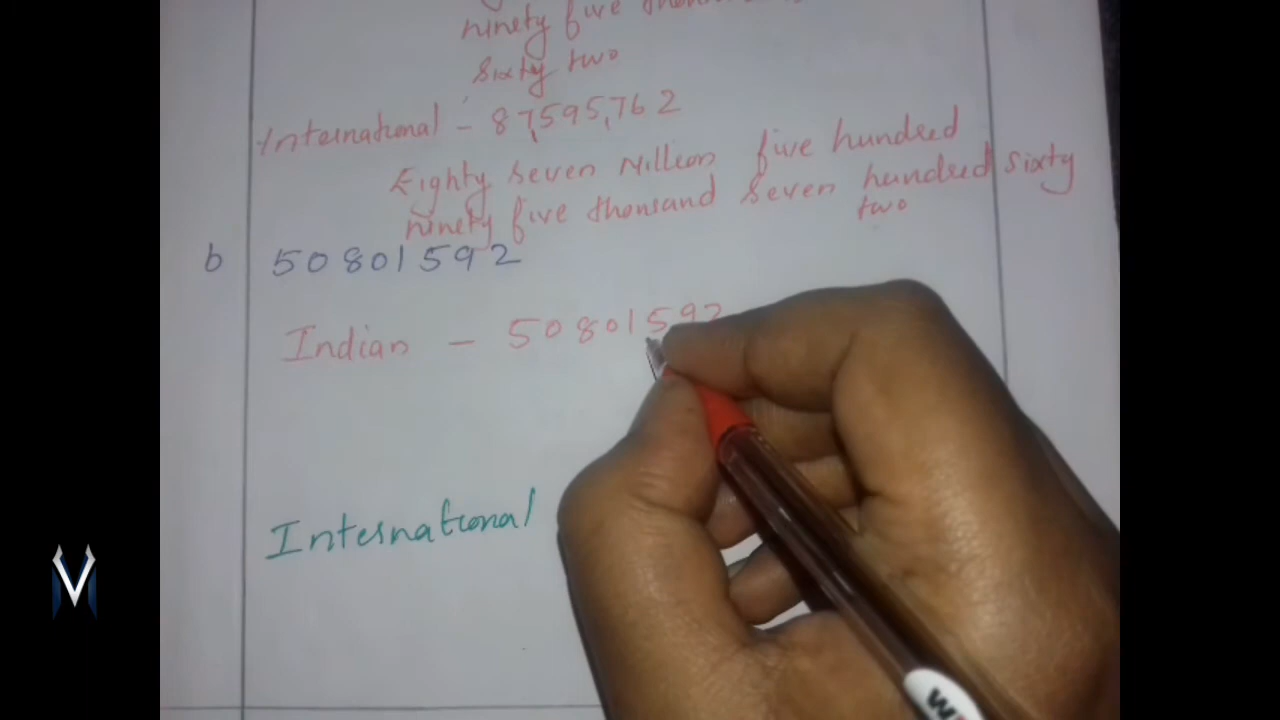 ninety five thousand
sixty two
International - 87,595,762
Eighty seven Million five hundred
ninety five thousand seven hundred sixty
two
b 50801592
Indian - 50801592
International